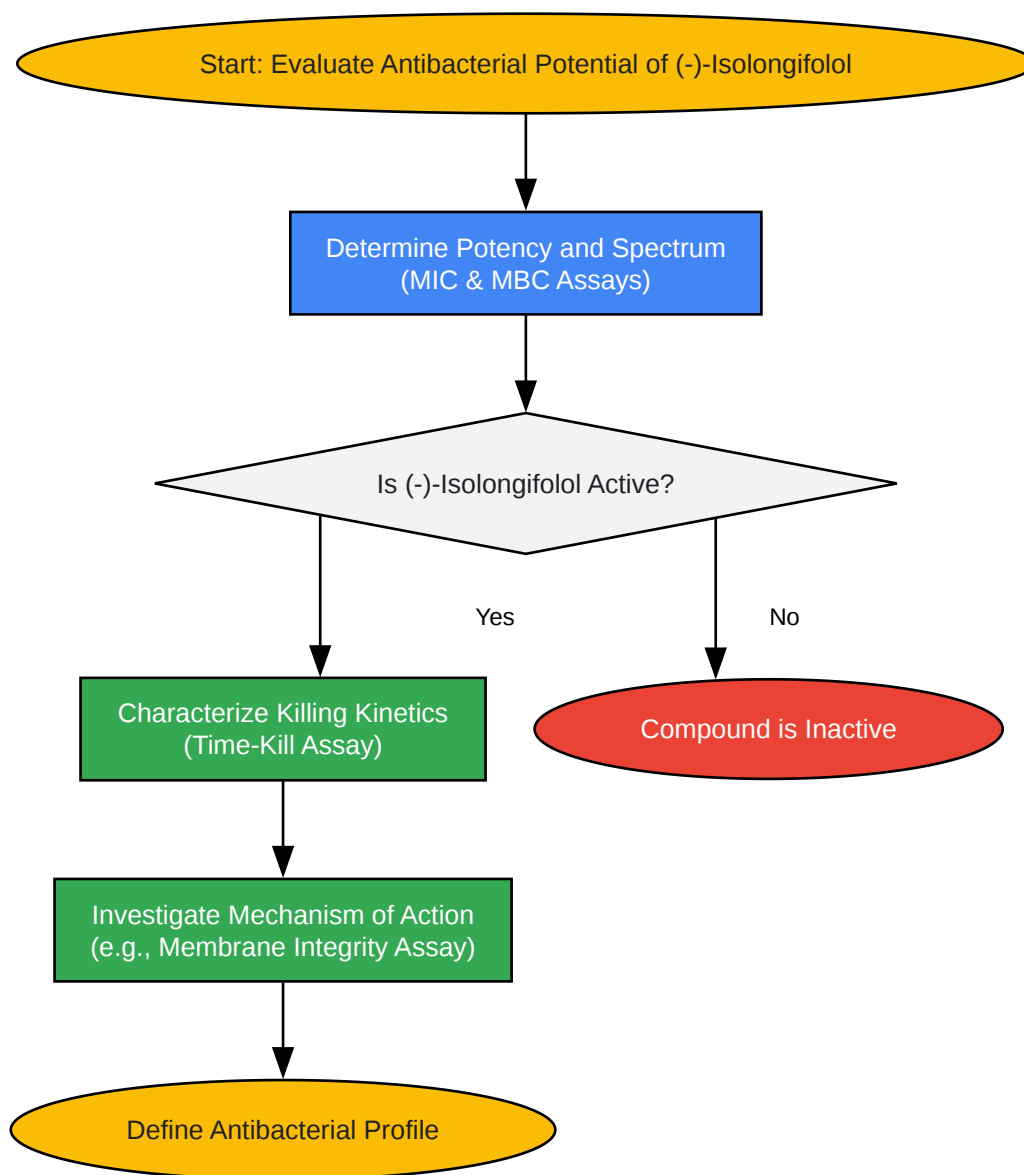 Start: Evaluate Antibacterial Potential of (-)-Isolongifolol
Determine Potency and Spectrum
(MIC & MBC Assays)
Is (-)-Isolongifolol Active?
Yes
No
Characterize Killing Kinetics
(Time-Kill Assay)
Compound is Inactive
Investigate Mechanism of Action
(e.g., Membrane Integrity Assay)
Define Antibacterial Profile